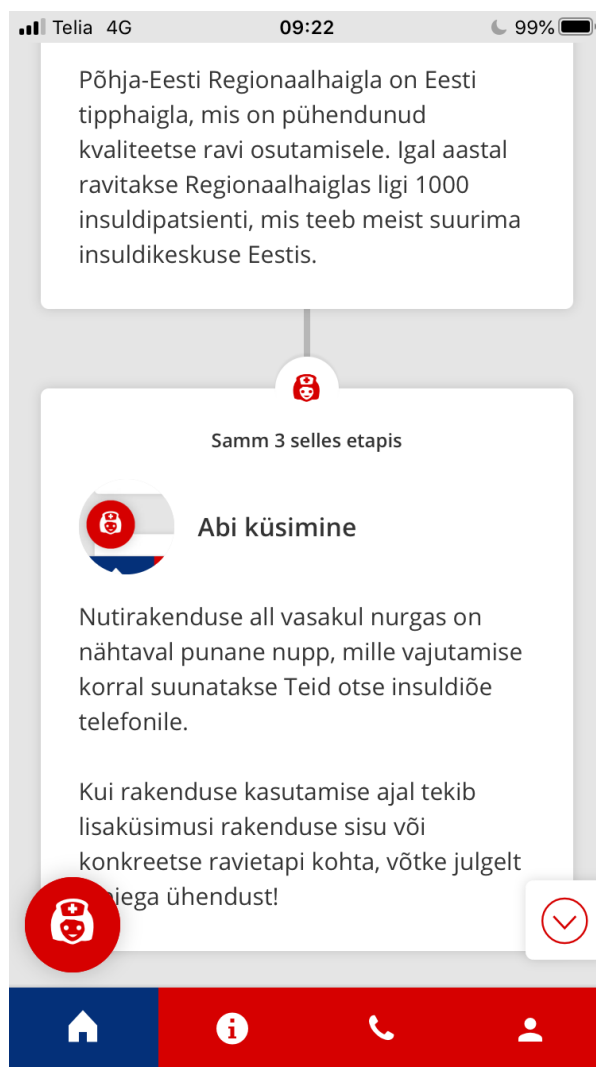 Telia 4G 09:22 99%
Põhja-Eesti Regionaalhaigla on Eesti
tipphaigla, mis on pühendunud
kvaliteetse ravi osutamisele. Igal aastal
ravitakse Regionaalhaiglas ligi 1000
insuldipatsienti, mis teeb meist suurima
insuldikeskuse Eestis.
Samm 3 selles etapis
Abi küsimine
Nutirakenduse all vasakul nurgas on
nähtaval punane nupp, mille vajutamise
korral suunatakse Teid otse insuldiõe
telefonile.
Kui rakenduse kasutamise ajal tekib
lisaküsimusi rakenduse sisu või
konkreetse ravietapi kohta, võtke julgelt
ühendust!